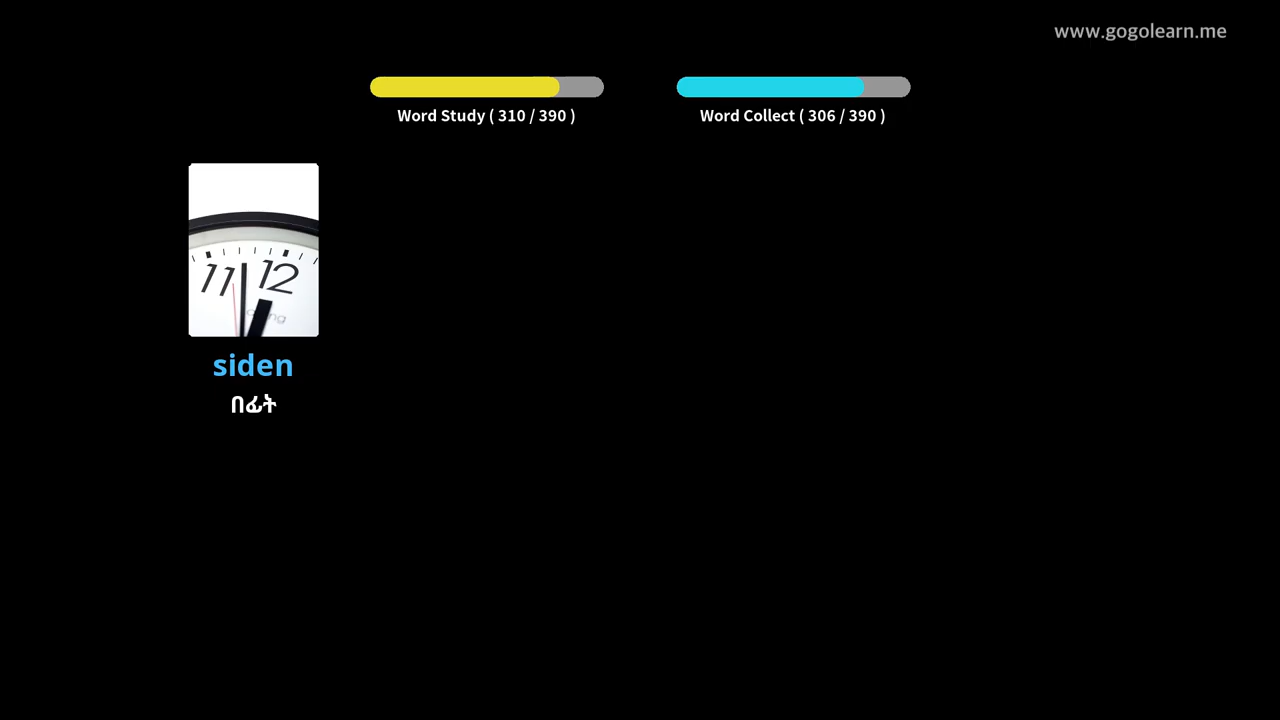 www.gogolearn.me
Word Study ( 310 / 390 )
Word Collect ( 306 / 390 )
11 12
siden
በፊት